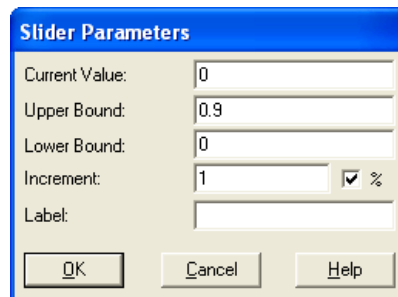 Slider Parameters
Current Value: 0
Upper Bound: 0.9
Lower Bound: 0
Increment: 1 %
Label:
OK Cancel Help